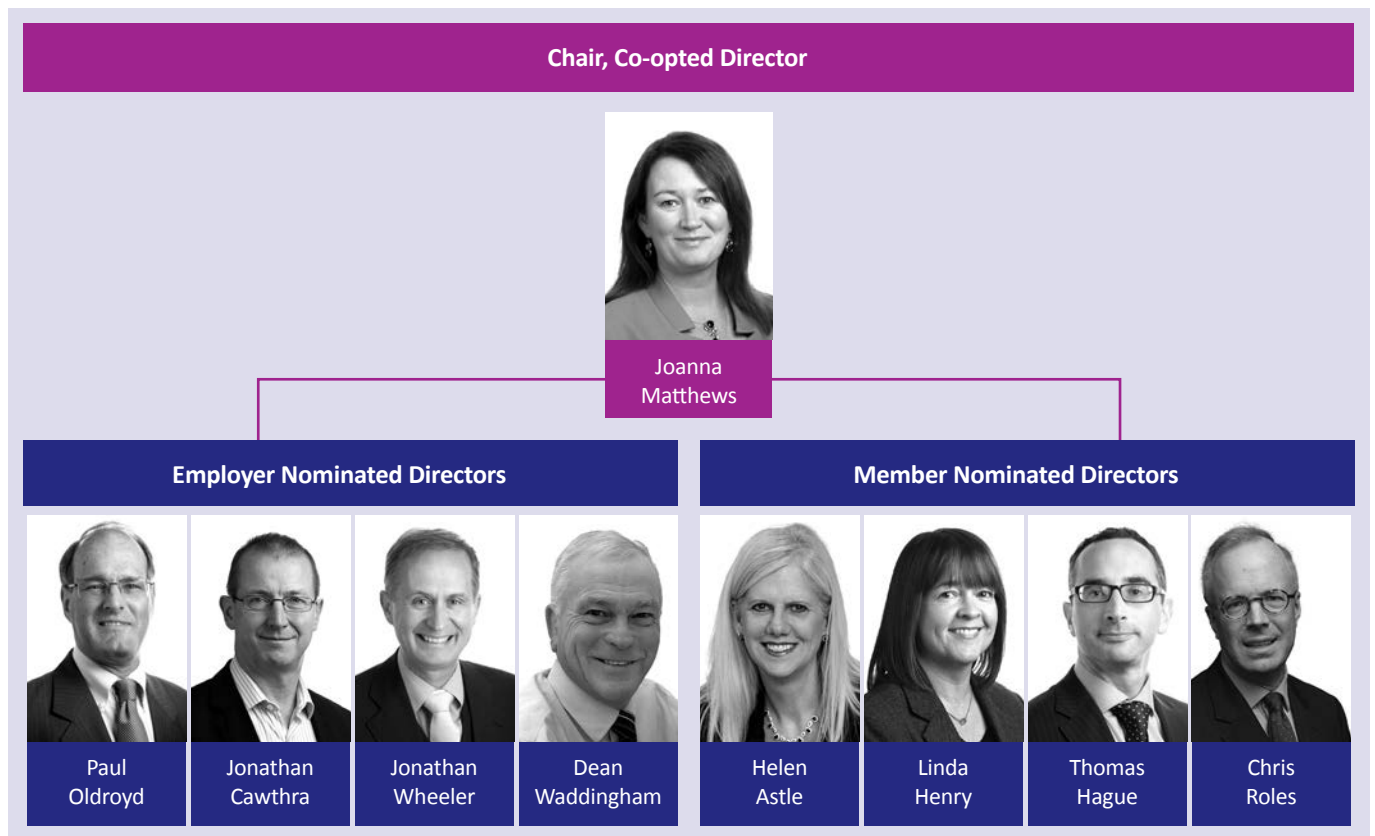 Chair, Co-opted Director
Joanna
Matthews
Employer Nominated Directors
Member Nominated Directors
Paul
Oldroyd
Jonathan
Cawthra
Jonathan
Wheeler
Dean
Waddingham
Helen
Astle
Linda
Henry
Thomas
Hague
Chris
Roles